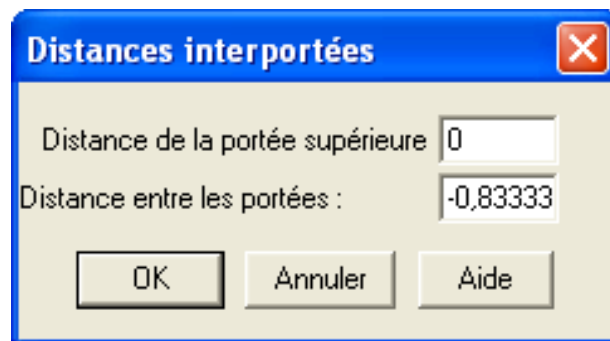 Distances interportées
Distance de la portée supérieure 0
Distance entre les portées : -0,83333
OK Annuler Aide